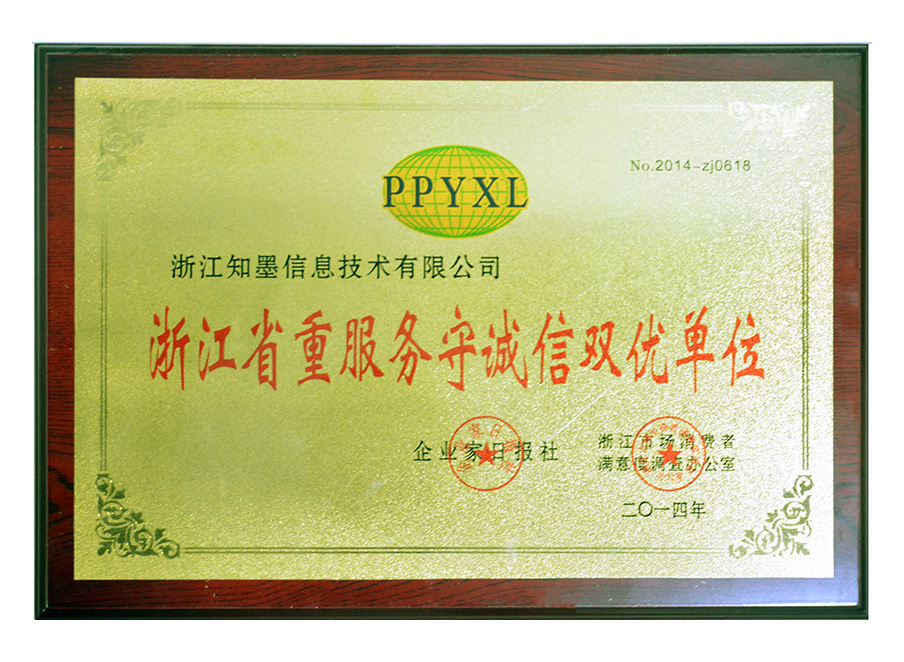 PPYXL
No.2014-zj0618
浙江知墨信息技术有限公司
浙江省重服务守诚信双优单位
企业家日报社
浙江市场消费者
满意度调查办公室
二〇一四年